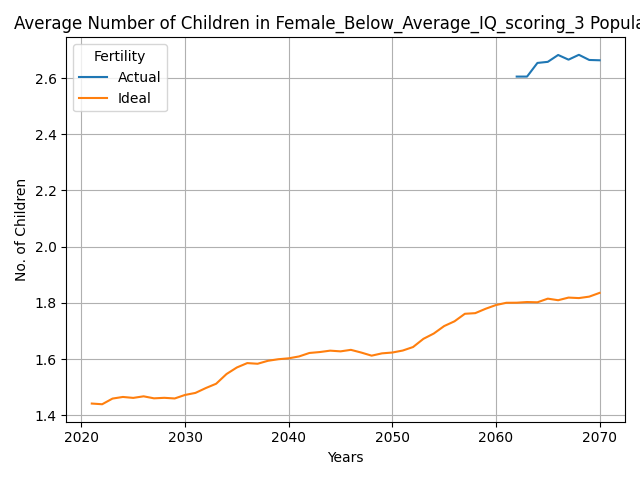 Average Number of Children in Female_Below_Average_IQ_scoring_3 Popula
Fertility
Actual
Ideal
2.6
2.4
2.2
2.0
1.8
1.6
1.4
No. of Children
2020 2030 2040 2050 2060 2070
Years